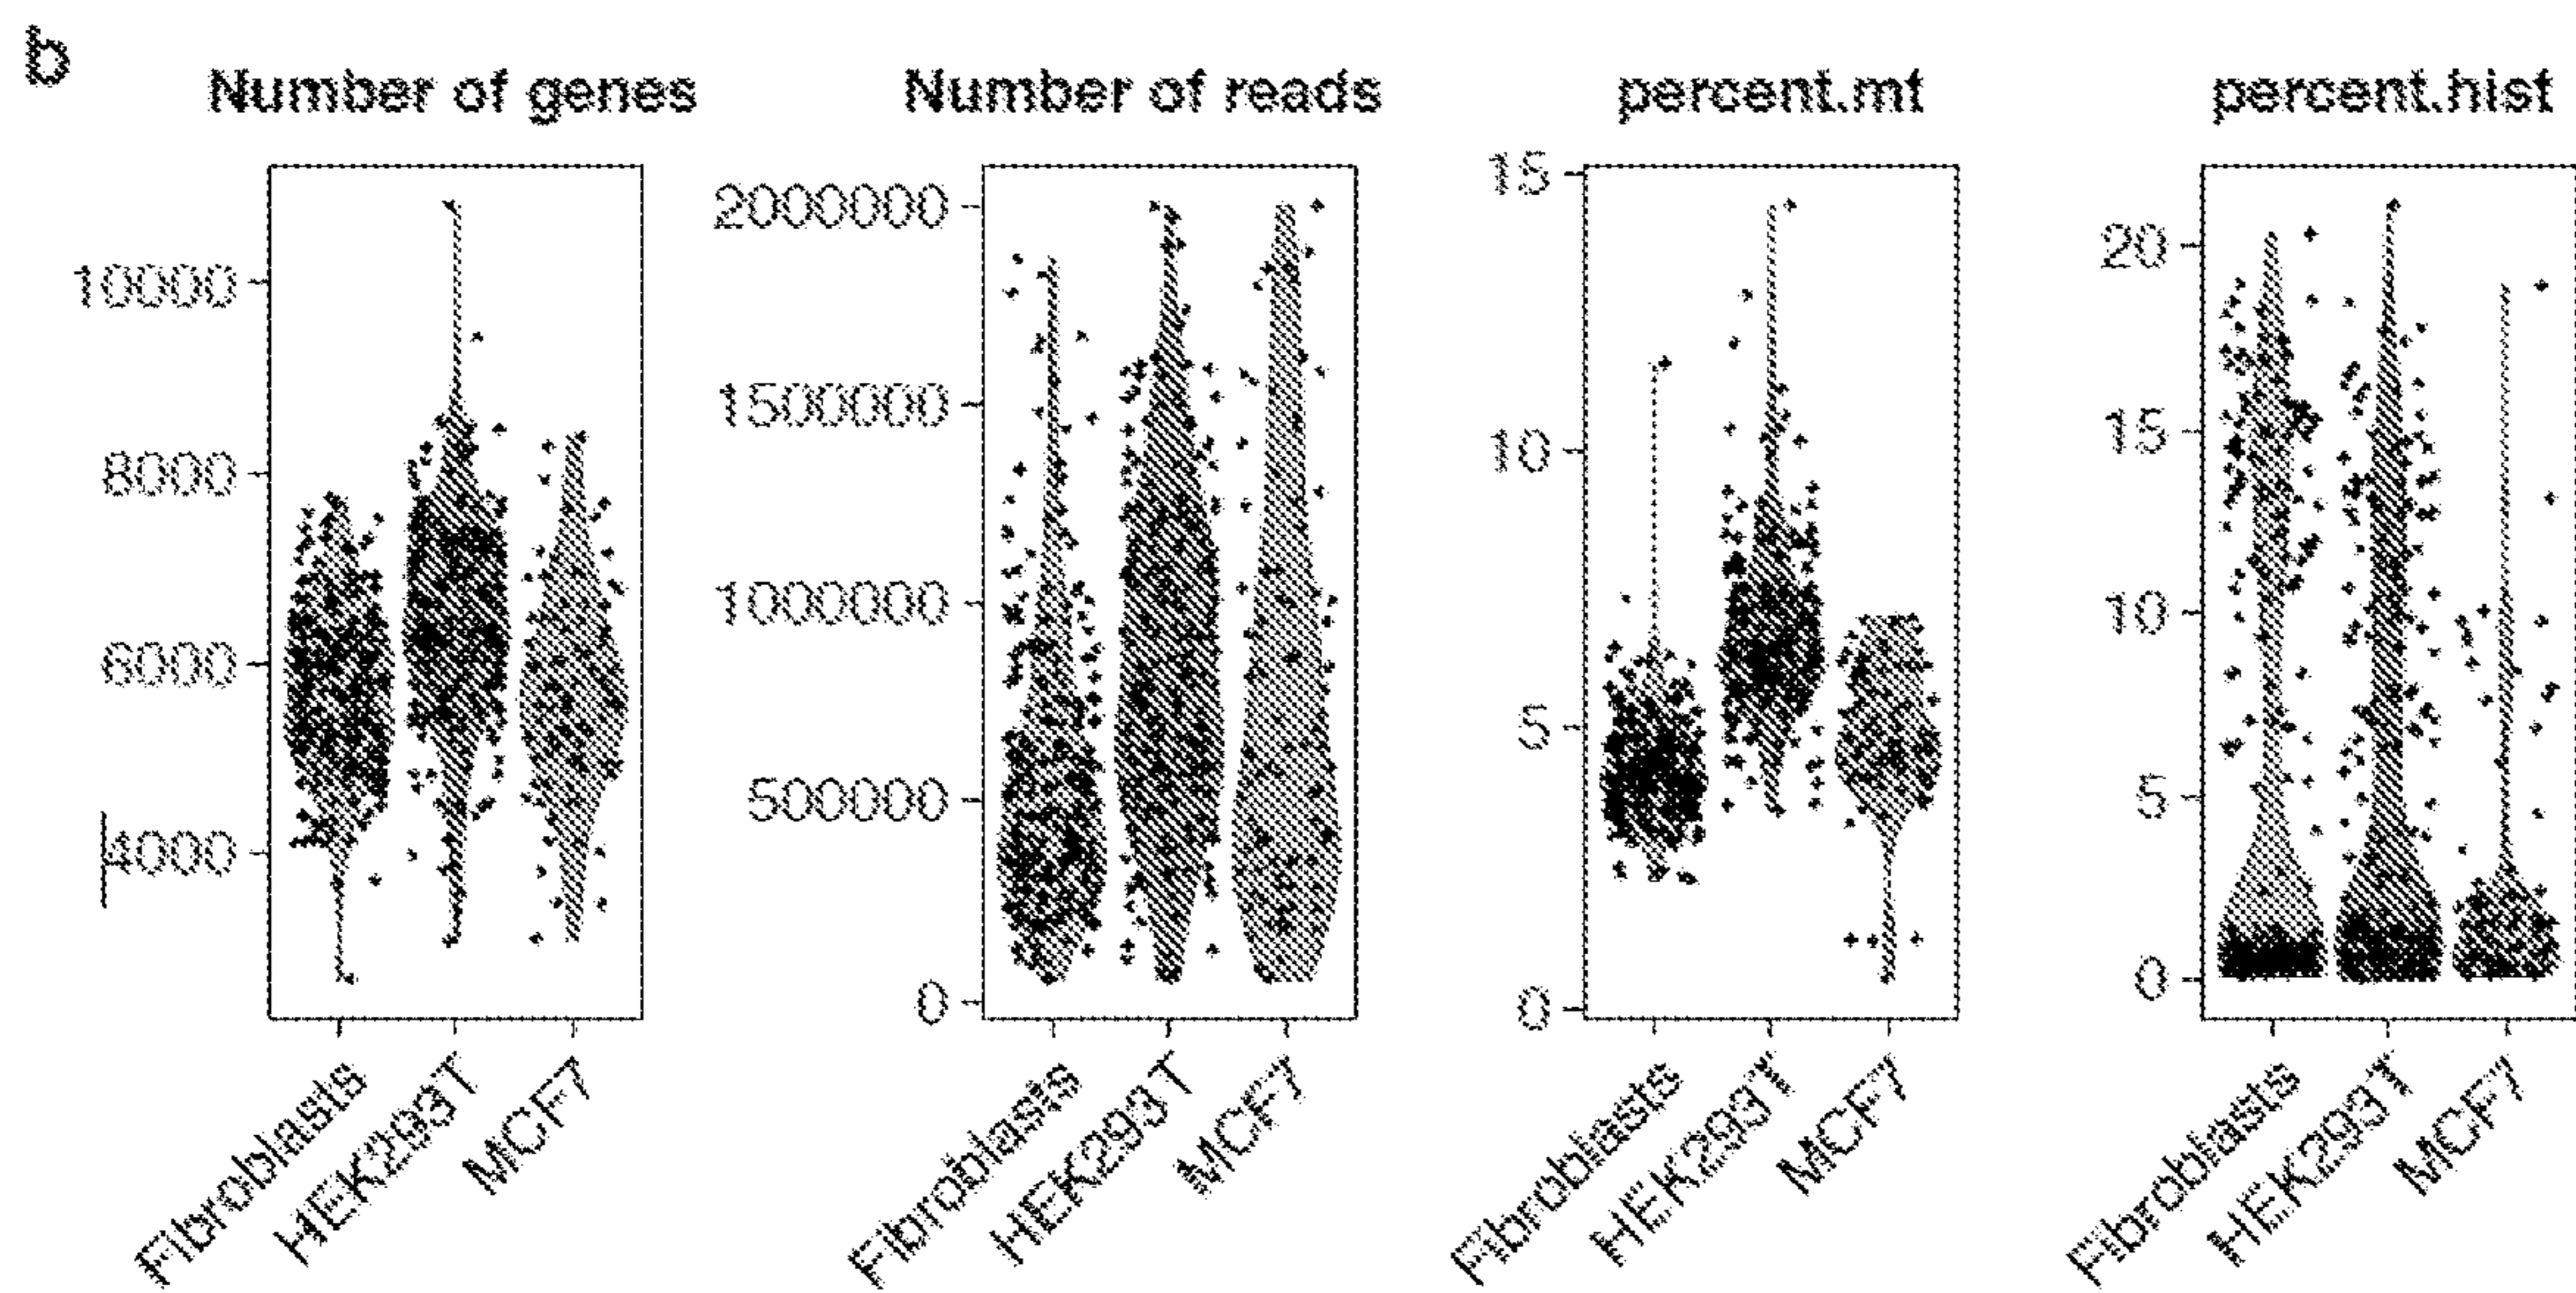 b
Number of genes
10000
8000
6000
4000
Fibroblasts
HEK293T
MCF7
Number of reads
2000000
1500000
1000000
500000
0
Fibroblasts
HEK293T
MCF7
percent.mt
15
10
5
0
Fibroblasts
HEK293T
MCF7
percent.hist
20
15
10
5
0
Fibroblasts
HEK293T
MCF7